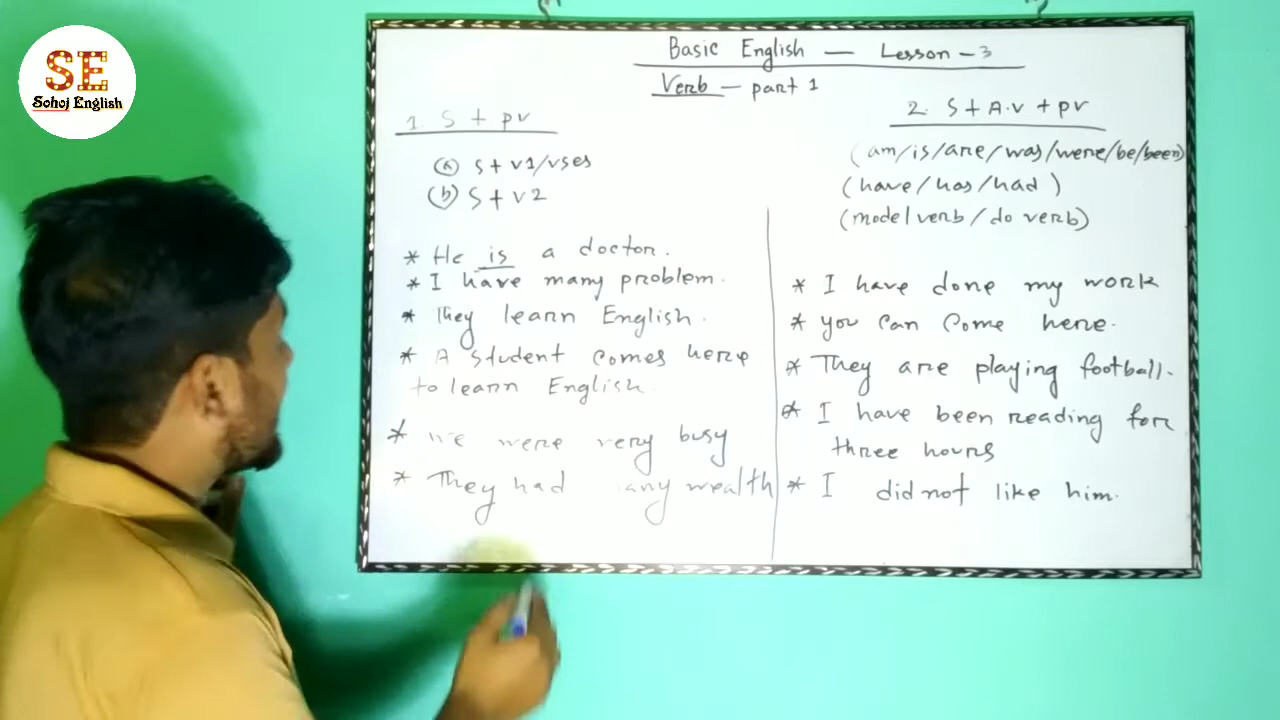 SE
Sohoj English
Basic English — Lesson - 3
Verb — part 1
1. S + pv
(a) S + v1/vses
(b) S + v2
* He is a doctor.
* I have many problem.
* They learn English.
* A student comes here
to learn English.
* we were very busy
* They had any wealth
2. S + A.v + pv
(am/is/are/was/were/be/been)
(have/has/had)
(model verb/do verb)
* I have done my work
* you can come here.
* They are playing football.
* I have been reading for
three hours
* I did not like him.